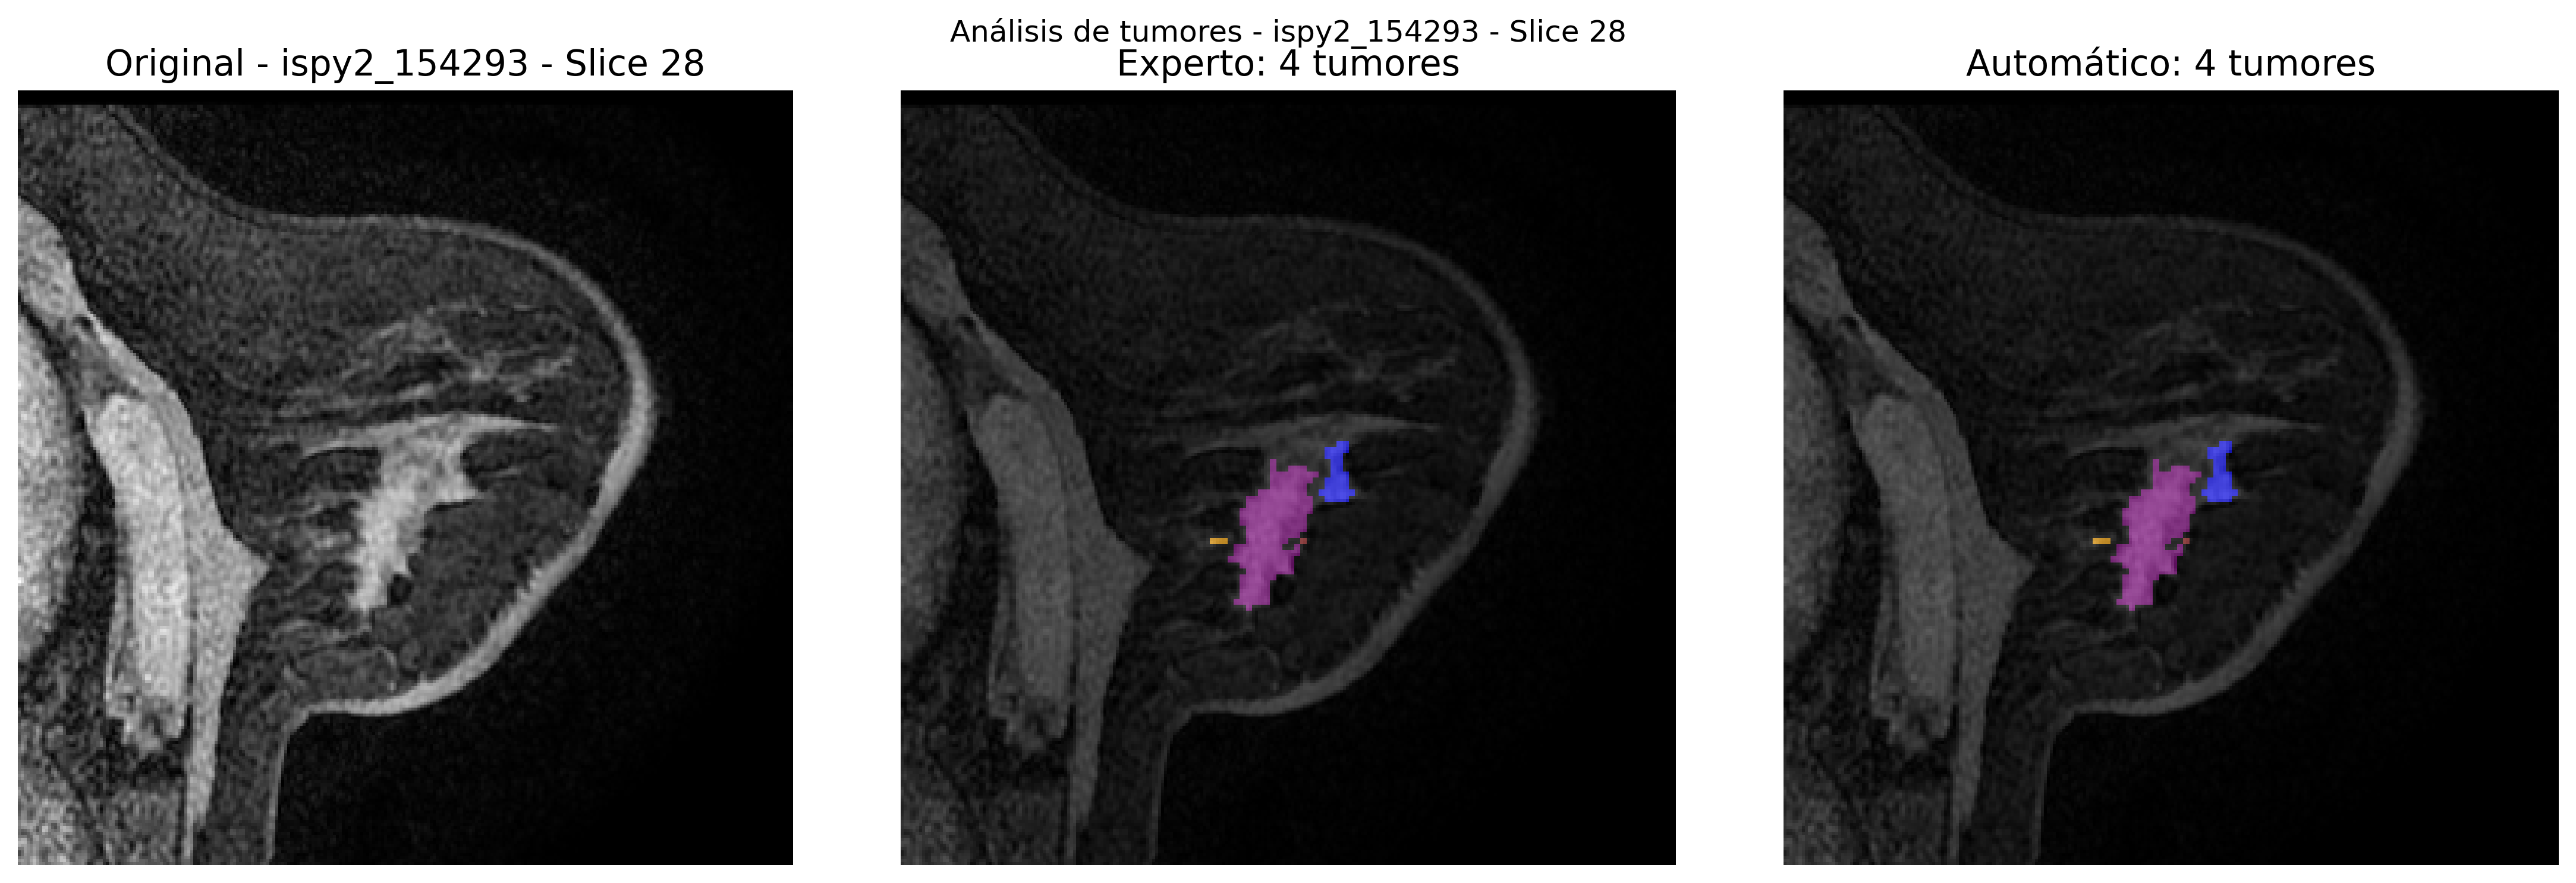 Análisis de tumores - ispy2_154293 - Slice 28
Original - ispy2_154293 - Slice 28
Experto: 4 tumores
Automático: 4 tumores